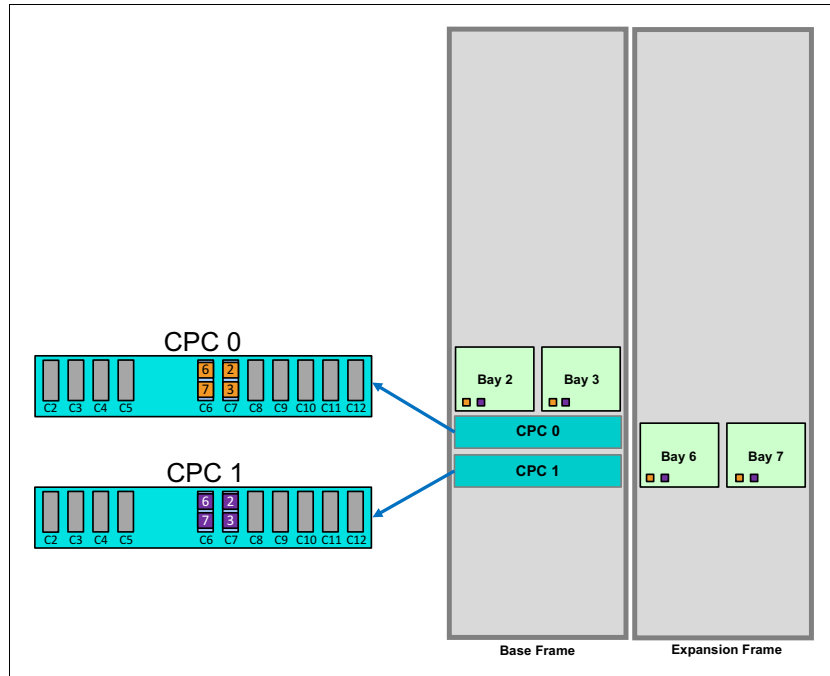 CPC 0
6 2
7 3
C2 C3 C4 C5 C6 C7 C8 C9 C10 C11 C12
CPC 1
6 2
7 3
C2 C3 C4 C5 C6 C7 C8 C9 C10 C11 C12
Bay 2 Bay 3
CPC 0
CPC 1
Base Frame
Bay 6 Bay 7
Expansion Frame